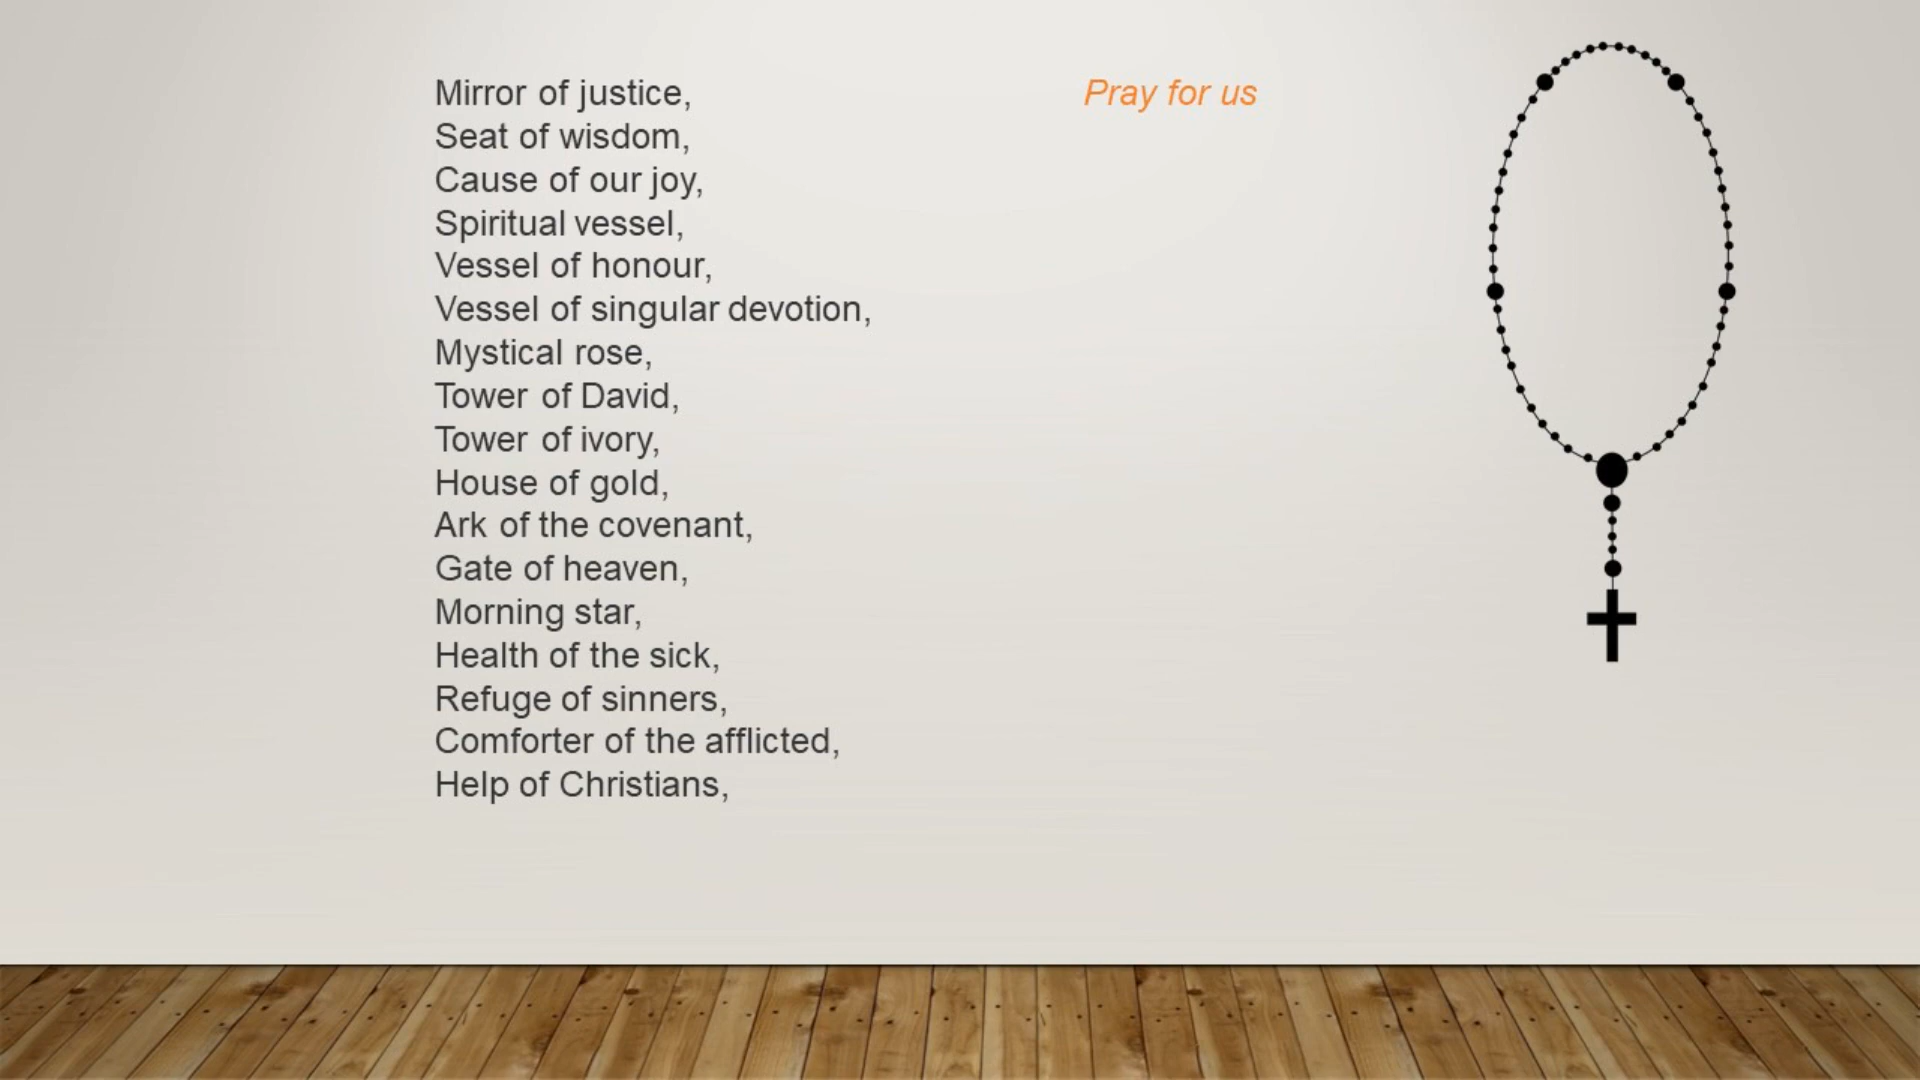 Mirror of justice, Pray for us
Seat of wisdom,
Cause of our joy,
Spiritual vessel,
Vessel of honour,
Vessel of singular devotion,
Mystical rose,
Tower of David,
Tower of ivory,
House of gold,
Ark of the covenant,
Gate of heaven,
Morning star,
Health of the sick,
Refuge of sinners,
Comforter of the afflicted,
Help of Christians,